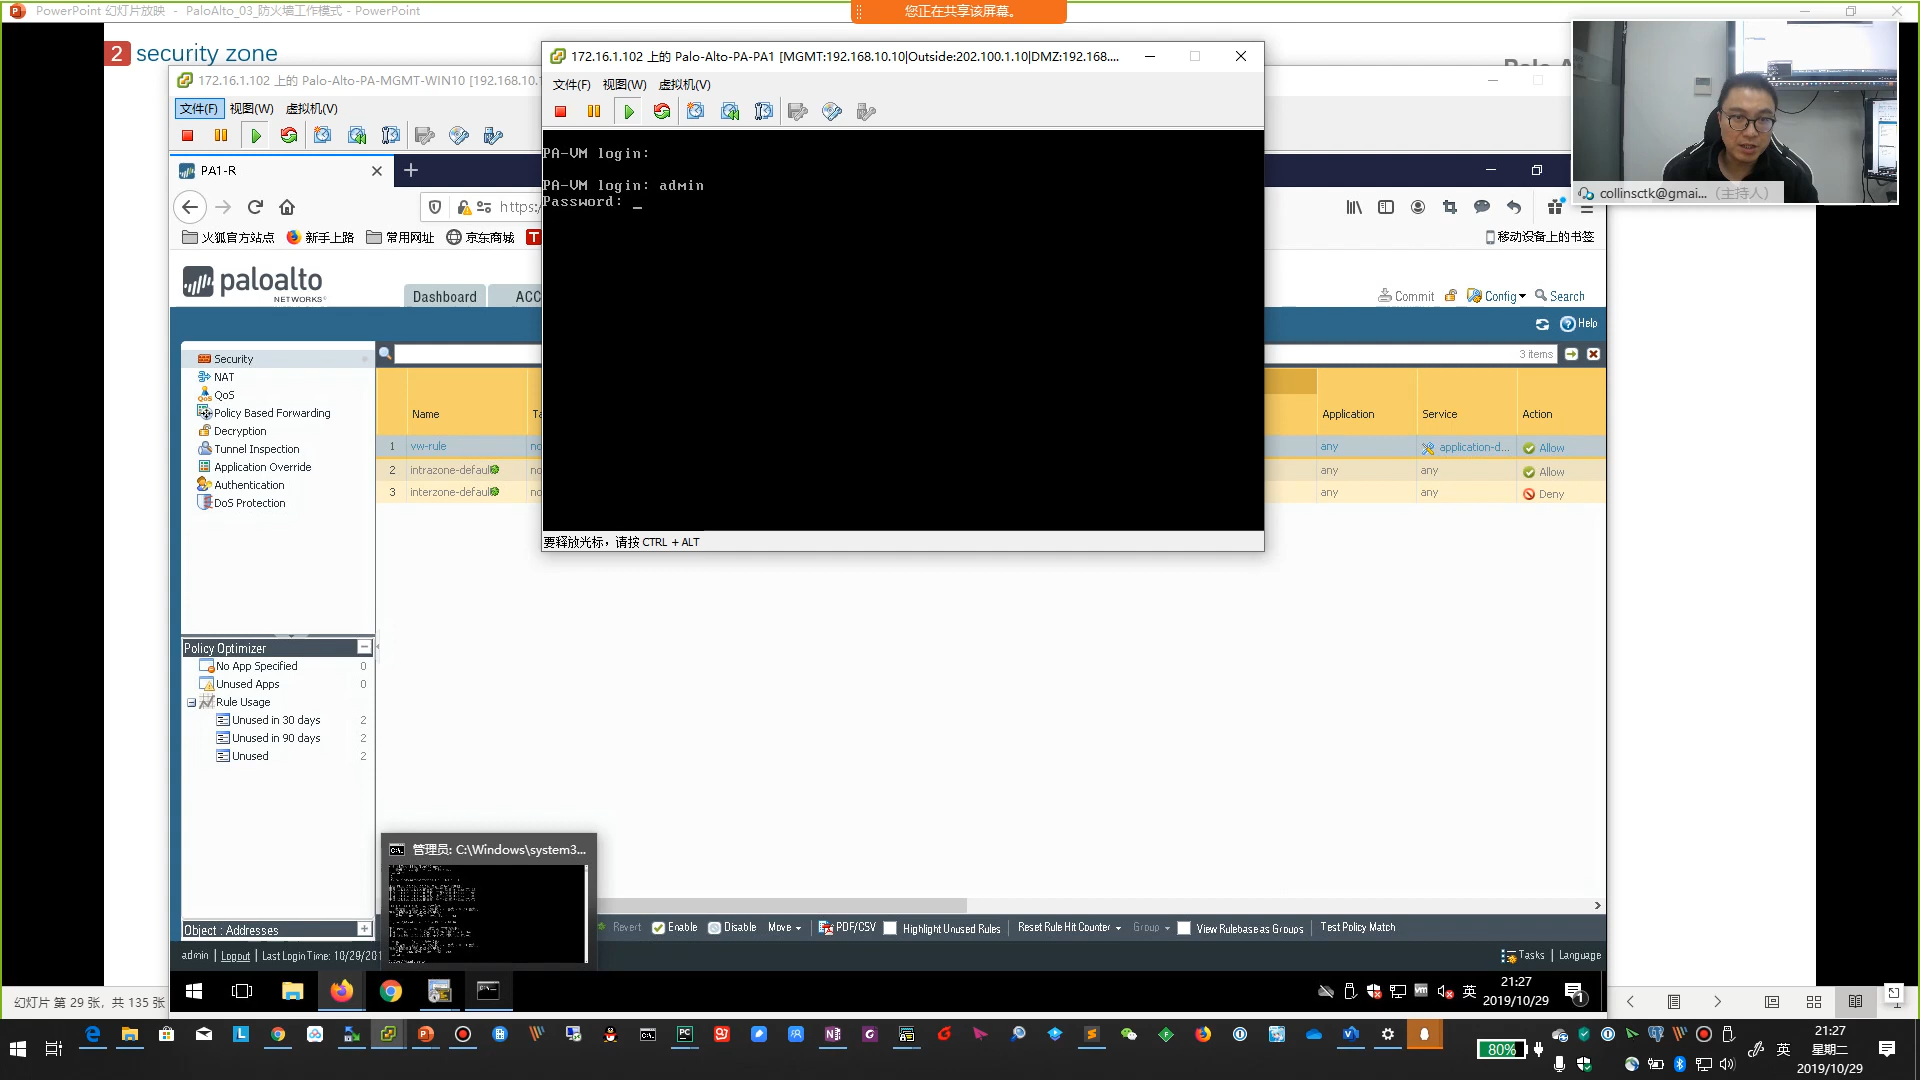 PowerPoint 幻灯片放映 - PaloAlto_03_防火墙工作模式 - PowerPoint
您正在共享该屏幕。
2 security zone
172.16.1.102 上的 Palo-Alto-PA-MGMT-WIN10 [192.168.10.1
文件(F) 视图(W) 虚拟机(V)
172.16.1.102 上的 Palo-Alto-PA-PA1 [MGMT:192.168.10.10|Outside:202.100.1.10|DMZ:192.168....
文件(F) 视图(W) 虚拟机(V)
PA-VM login:
PA-VM login: admin
Password: _
要释放光标，请按 CTRL + ALT
collinsctk@gmai... （主持人）
PA1-R
https:
火狐官方站点 新手上路 常用网址 京东商城
移动设备上的书签
paloalto
NETWORKS
Dashboard ACC
Commit Config Search
Help
3 items
Security
NAT
QoS
Policy Based Forwarding
Decryption
Tunnel Inspection
Application Override
Authentication
DoS Protection
Name Ta Application Service Action
1 vw-rule no any application-d... Allow
2 intrazone-defaul no any any Allow
3 interzone-defaul no any any Deny
Policy Optimizer
No App Specified 0
Unused Apps 0
Rule Usage
Unused in 30 days 2
Unused in 90 days 2
Unused 2
Object : Addresses
管理员: C:\Windows\system3...
Revert Enable Disable Move PDF/CSV Highlight Unused Rules Reset Rule Hit Counter Group View Rulebase as Groups Test Policy Match
admin | Logout | Last Login Time: 10/29/201
Tasks | Language
英
21:27
2019/10/29
1
幻灯片 第 29 张，共 135 张
80%
英
21:27
星期二
2019/10/29